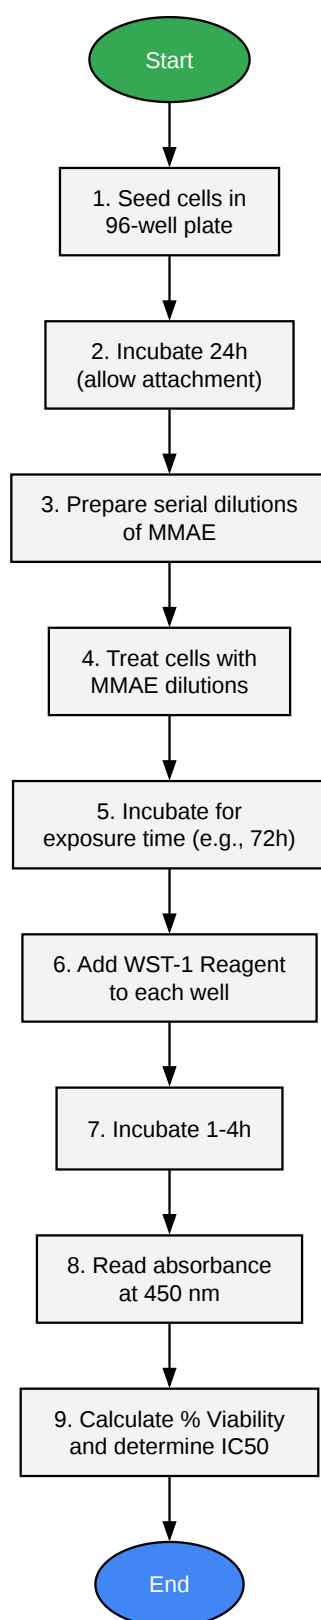 Start
1. Seed cells in
96-well plate
2. Incubate 24h
(allow attachment)
3. Prepare serial dilutions
of MMAE
4. Treat cells with
MMAE dilutions
5. Incubate for
exposure time (e.g., 72h)
6. Add WST-1 Reagent
to each well
7. Incubate 1-4h
8. Read absorbance
at 450 nm
9. Calculate % Viability
and determine IC50
End